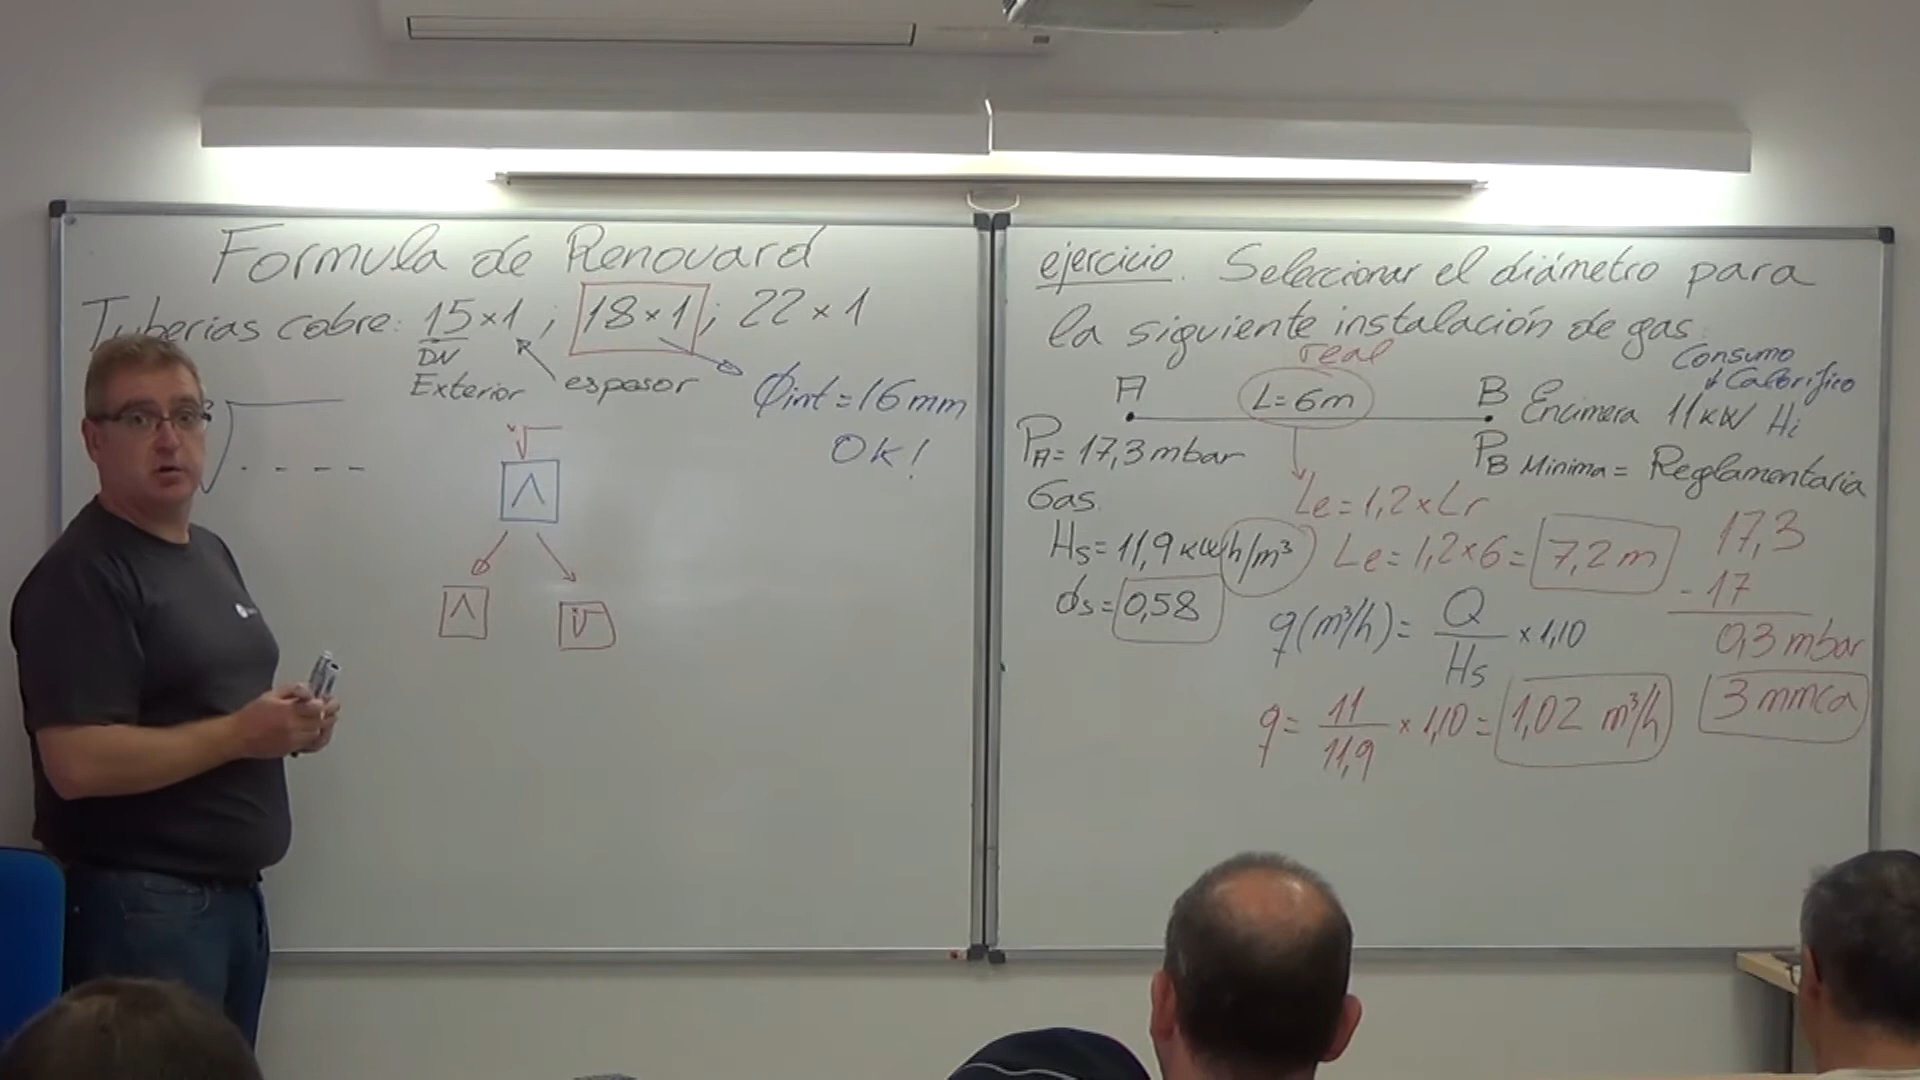 Formula de Renouard
Tuberias cobre: 15×1 ; 18×1 ; 22×1
DN
Exterior
espesor
Φint = 16 mm
OK!
ejercicio. Seleccionar el diámetro para
la siguiente instalación de gas
real
A
L=6m
B
Encimera 11 kW Hi
Consumo
Calorifico
PA = 17,3 mbar
PB Minima = Reglamentaria
Gas.
Le = 1,2 × Lr
Hs = 11,9 kWh/m³
Le = 1,2×6 = 7,2 m
ds = 0,58
17,3
- 17
0,3 mbar
3 mmca
q(m³/h) = Q/Hs × 1,10
q = 11/11,9 × 1,10 = 1,02 m³/h